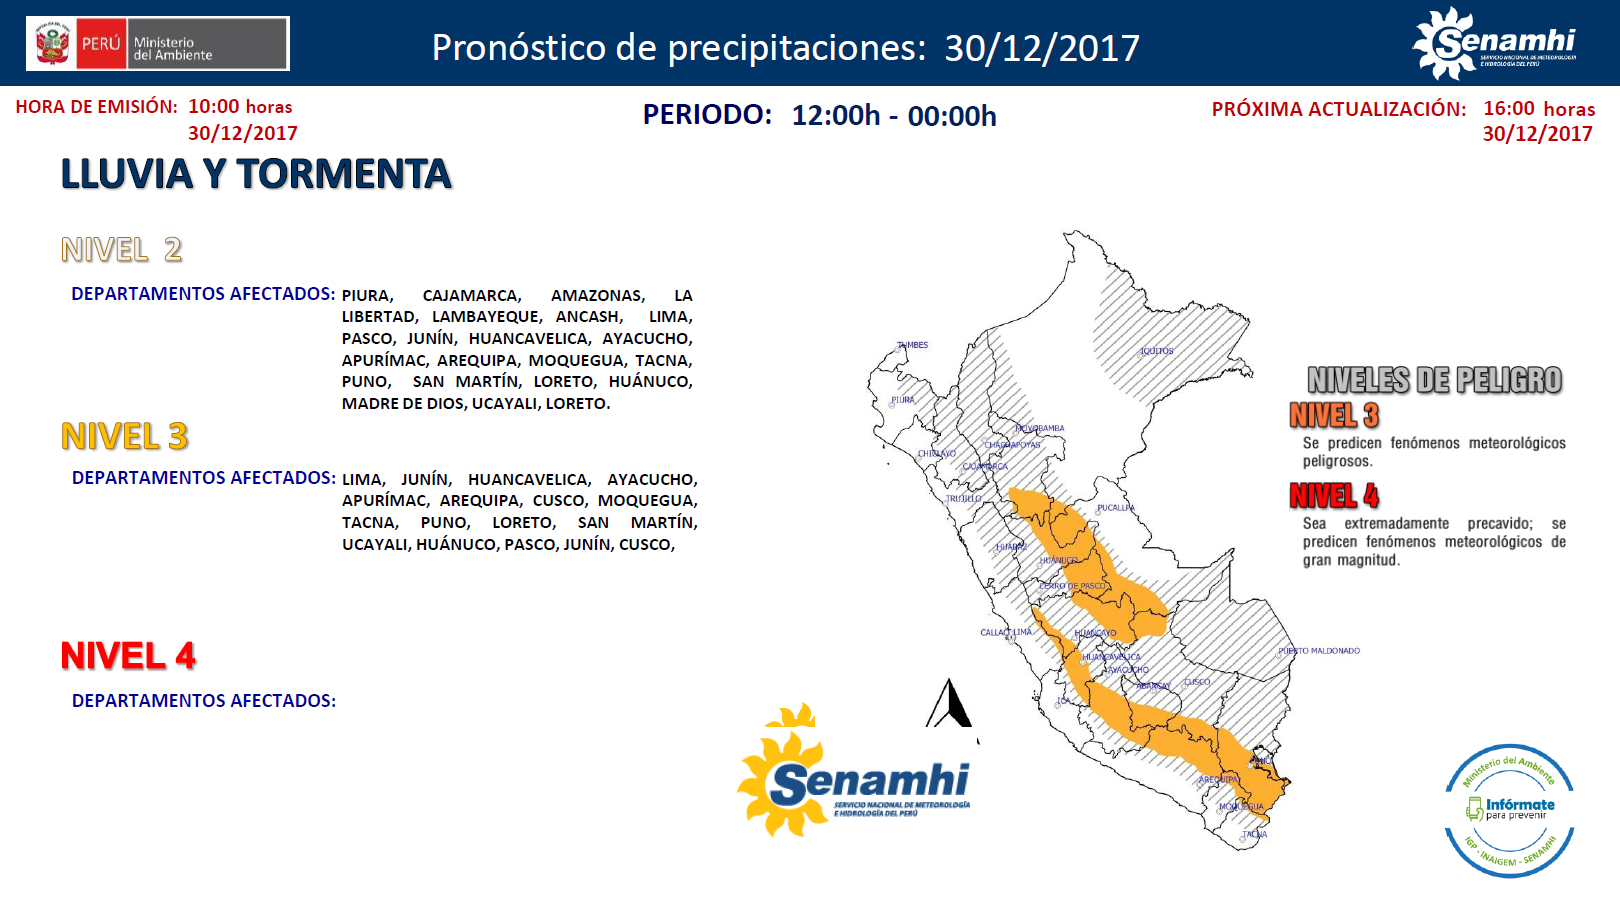 PERÚ
Ministerio
del Ambiente
Pronóstico de precipitaciones: 30/12/2017
Senamhi
SERVICIO NACIONAL DE METEOROLOGÍA
E HIDROLOGÍA DEL PERÚ
HORA DE EMISIÓN: 10:00 horas
30/12/2017
PERIODO: 12:00h - 00:00h
PRÓXIMA ACTUALIZACIÓN: 16:00 horas
30/12/2017
LLUVIA Y TORMENTA
NIVEL 2
DEPARTAMENTOS AFECTADOS:
PIURA, CAJAMARCA, AMAZONAS, LA
LIBERTAD, LAMBAYEQUE, ANCASH, LIMA,
PASCO, JUNÍN, HUANCAVELICA, AYACUCHO,
APURÍMAC, AREQUIPA, MOQUEGUA, TACNA,
PUNO, SAN MARTÍN, LORETO, HUÁNUCO,
MADRE DE DIOS, UCAYALI, LORETO.
NIVEL 3
DEPARTAMENTOS AFECTADOS:
LIMA, JUNÍN, HUANCAVELICA, AYACUCHO,
APURÍMAC, AREQUIPA, CUSCO, MOQUEGUA,
TACNA, PUNO, LORETO, SAN MARTÍN,
UCAYALI, HUÁNUCO, PASCO, JUNÍN, CUSCO,
NIVEL 4
DEPARTAMENTOS AFECTADOS:
TUMBES
IQUITOS
PIURA
MOYOBAMBA
CHACHAPOYAS
CHICLAYO
CAJAMARCA
TRUJILLO
PUCALLPA
HUARAZ
HUÁNUCO
CERRO DE PASCO
CALLAO LIMA
HUANCAYO
PUERTO MALDONADO
HUANCAVELICA
AYACUCHO
ABANCAY
CUSCO
ICA
AREQUIPA
MOQUEGUA
TACNA
NIVELES DE PELIGRO
NIVEL 3
Se predicen fenómenos meteorológicos
peligrosos.
NIVEL 4
Sea extremadamente precavido; se
predicen fenómenos meteorológicos de
gran magnitud.
Senamhi
SERVICIO NACIONAL DE METEOROLOGÍA
E HIDROLOGÍA DEL PERÚ
Ministerio del Ambiente
Infórmate
para prevenir
IGP - INAIGEM - SENAMHI